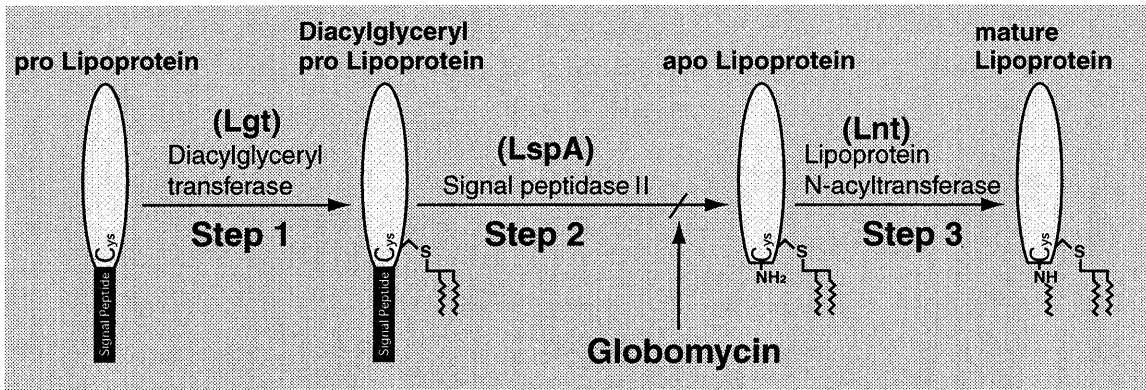 pro Lipoprotein
Diacylglyceryl
pro Lipoprotein
apo Lipoprotein
mature
Lipoprotein
(Lgt)
Diacylglyceryl
transferase
Step 1
(LspA)
Signal peptidase II
Step 2
(Lnt)
Lipoprotein
N-acyltransferase
Step 3
Cys
Signal Peptide
Cys
S
Signal Peptide
Cys
S
NH₂
Cys
S
NH
Globomycin